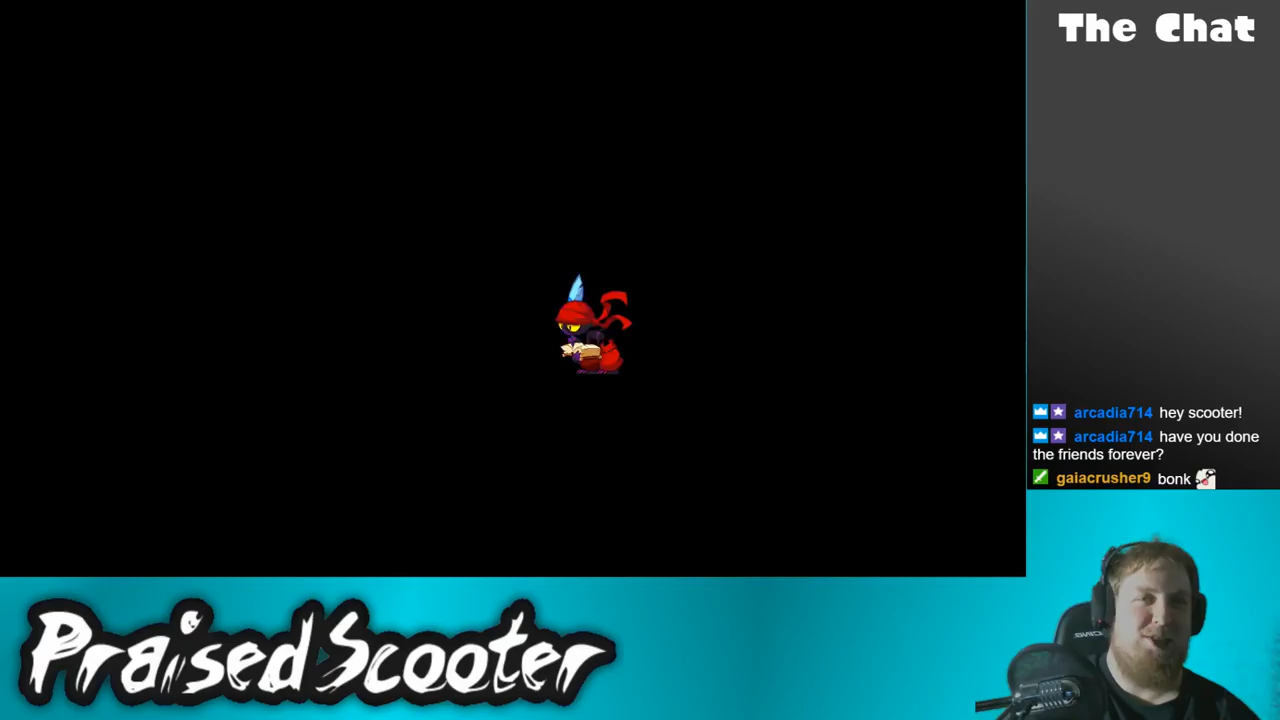 The Chat
arcadia714 hey scooter!
arcadia714 have you done
the friends forever?
gaiacrusher9 bonk
PraisedScooter